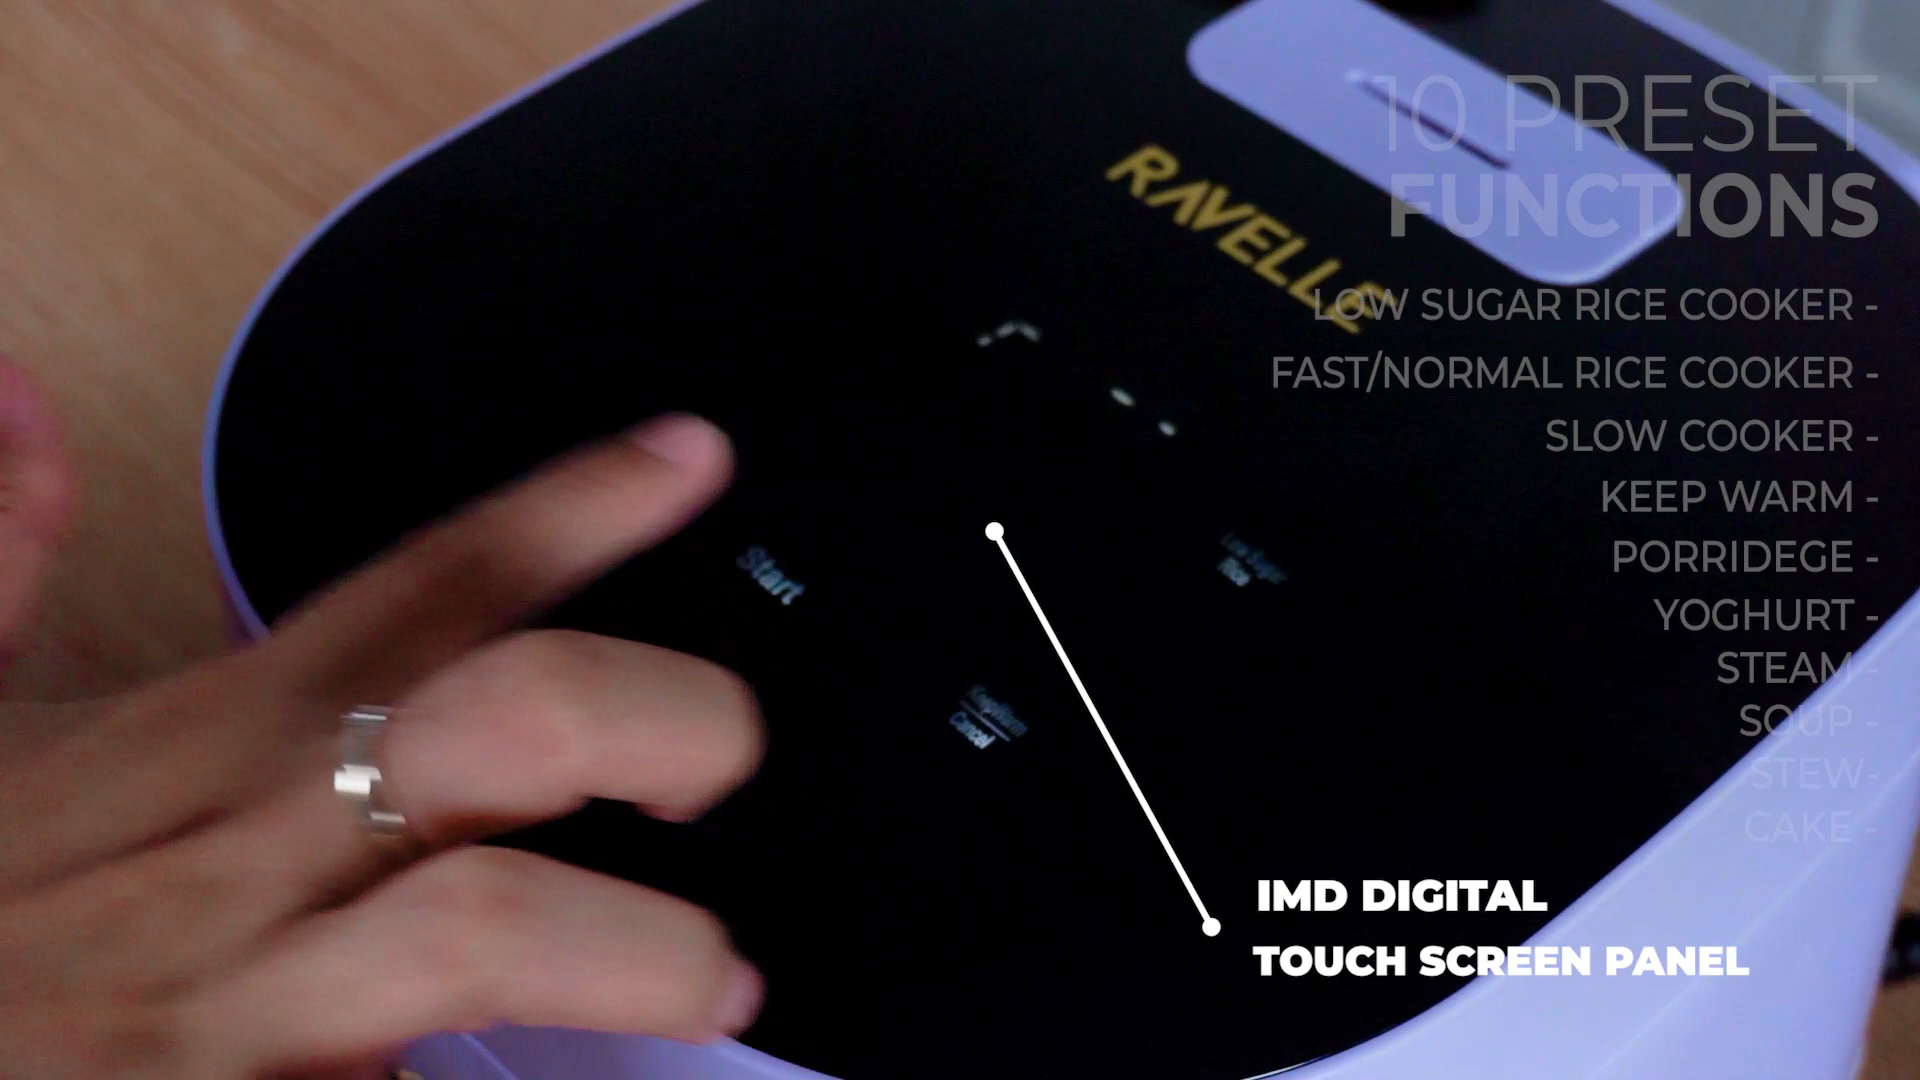 10 PRESET
FUNCTIONS
RAVELLE
LOW SUGAR RICE COOKER -
FAST/NORMAL RICE COOKER -
SLOW COOKER -
KEEP WARM -
PORRIDEGE -
YOGHURT -
STEAM -
SOUP -
STEW-
CAKE -
Start
Low Sugar
Rice
KeepWarm
Cancel
IMD DIGITAL
TOUCH SCREEN PANEL